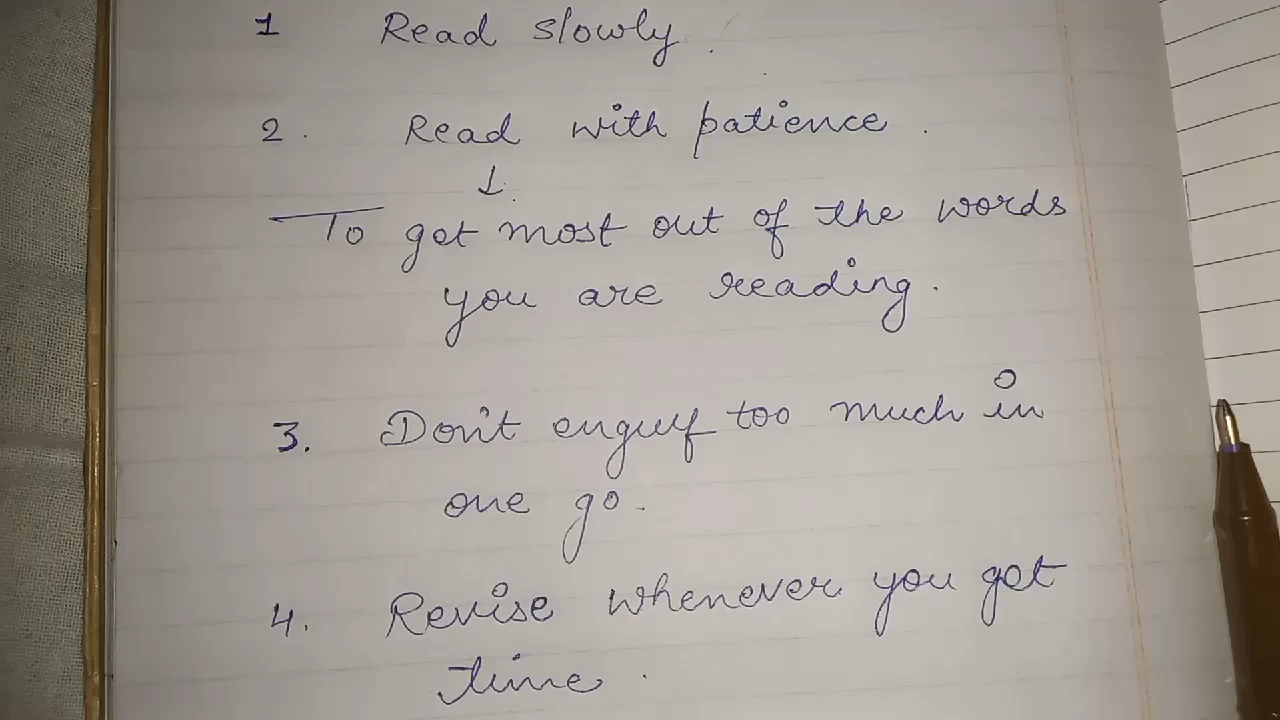 1 Read slowly.
2. Read with patience.
↓
To get most out of the words
you are reading.
3. Don't enguf too much in
one go.
4. Revise whenever you get
time.